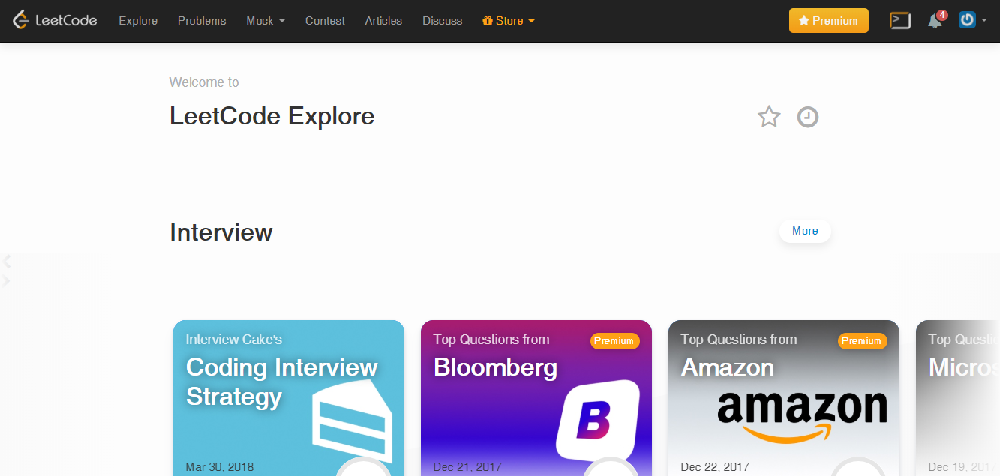 LeetCode Explore Problems Mock Contest Articles Discuss Store Premium 4
Welcome to
LeetCode Explore
Interview
More
Interview Cake's
Coding Interview
Strategy
Mar 30, 2018
Top Questions from
Premium
Bloomberg
B
Dec 21, 2017
Top Questions from
Premium
Amazon
amazon
Dec 22, 2017
Top Questi
Micros
Dec 19, 2017